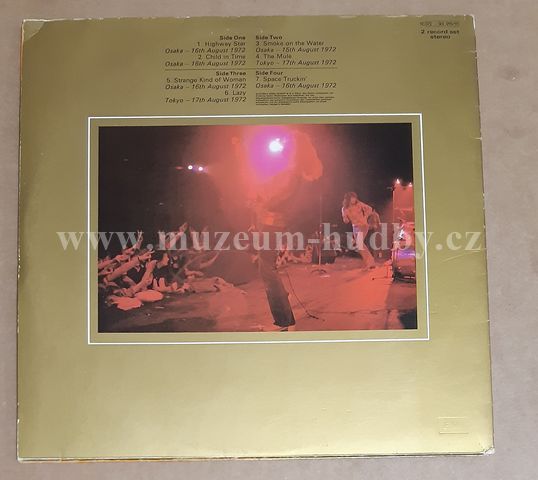 Side One
1. Highway Star
Osaka – 16th August 1972
2. Child in Time
Osaka – 16th August 1972
Side Two
3. Smoke on the Water
Osaka – 15th August 1972
4. The Mule
Tokyo – 17th August 1972
Side Three
5. Strange Kind of Woman
Osaka – 16th August 1972
6. Lazy
Tokyo – 17th August 1972
Side Four
7. Space Truckin'
Osaka – 16th August 1972
2 record set
stereo
www.muzeum-hudby.cz